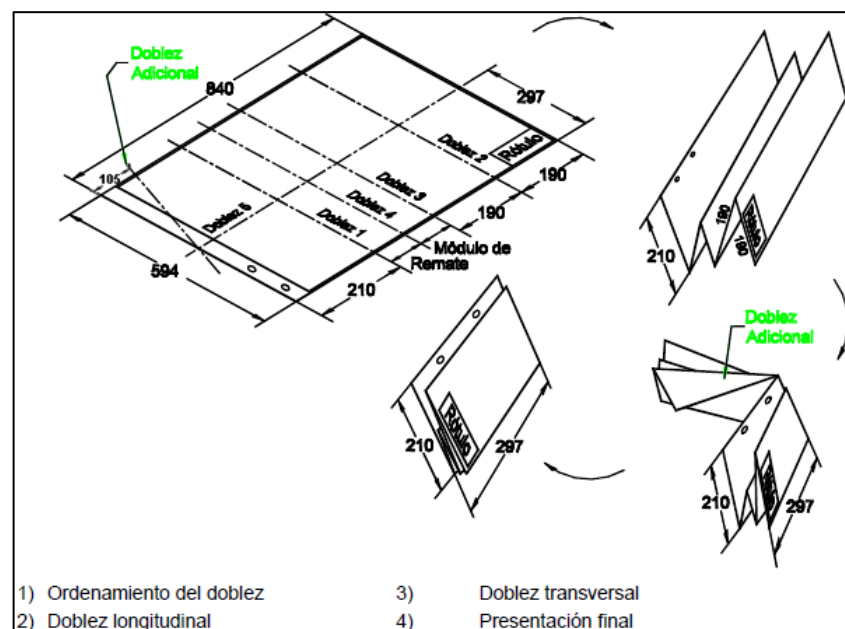 Doblez
Adicional
840
297
105
Doblez 2
Rótulo
190
Doblez 3
190
Doblez 4
Doblez 5
Doblez 1
Módulo de
Remate
594
210
210
190
190
Rótulo
Doblez
Adicional
210
Rótulo
297
210
Rótulo
297
1) Ordenamiento del doblez 3) Doblez transversal
2) Doblez longitudinal 4) Presentación final